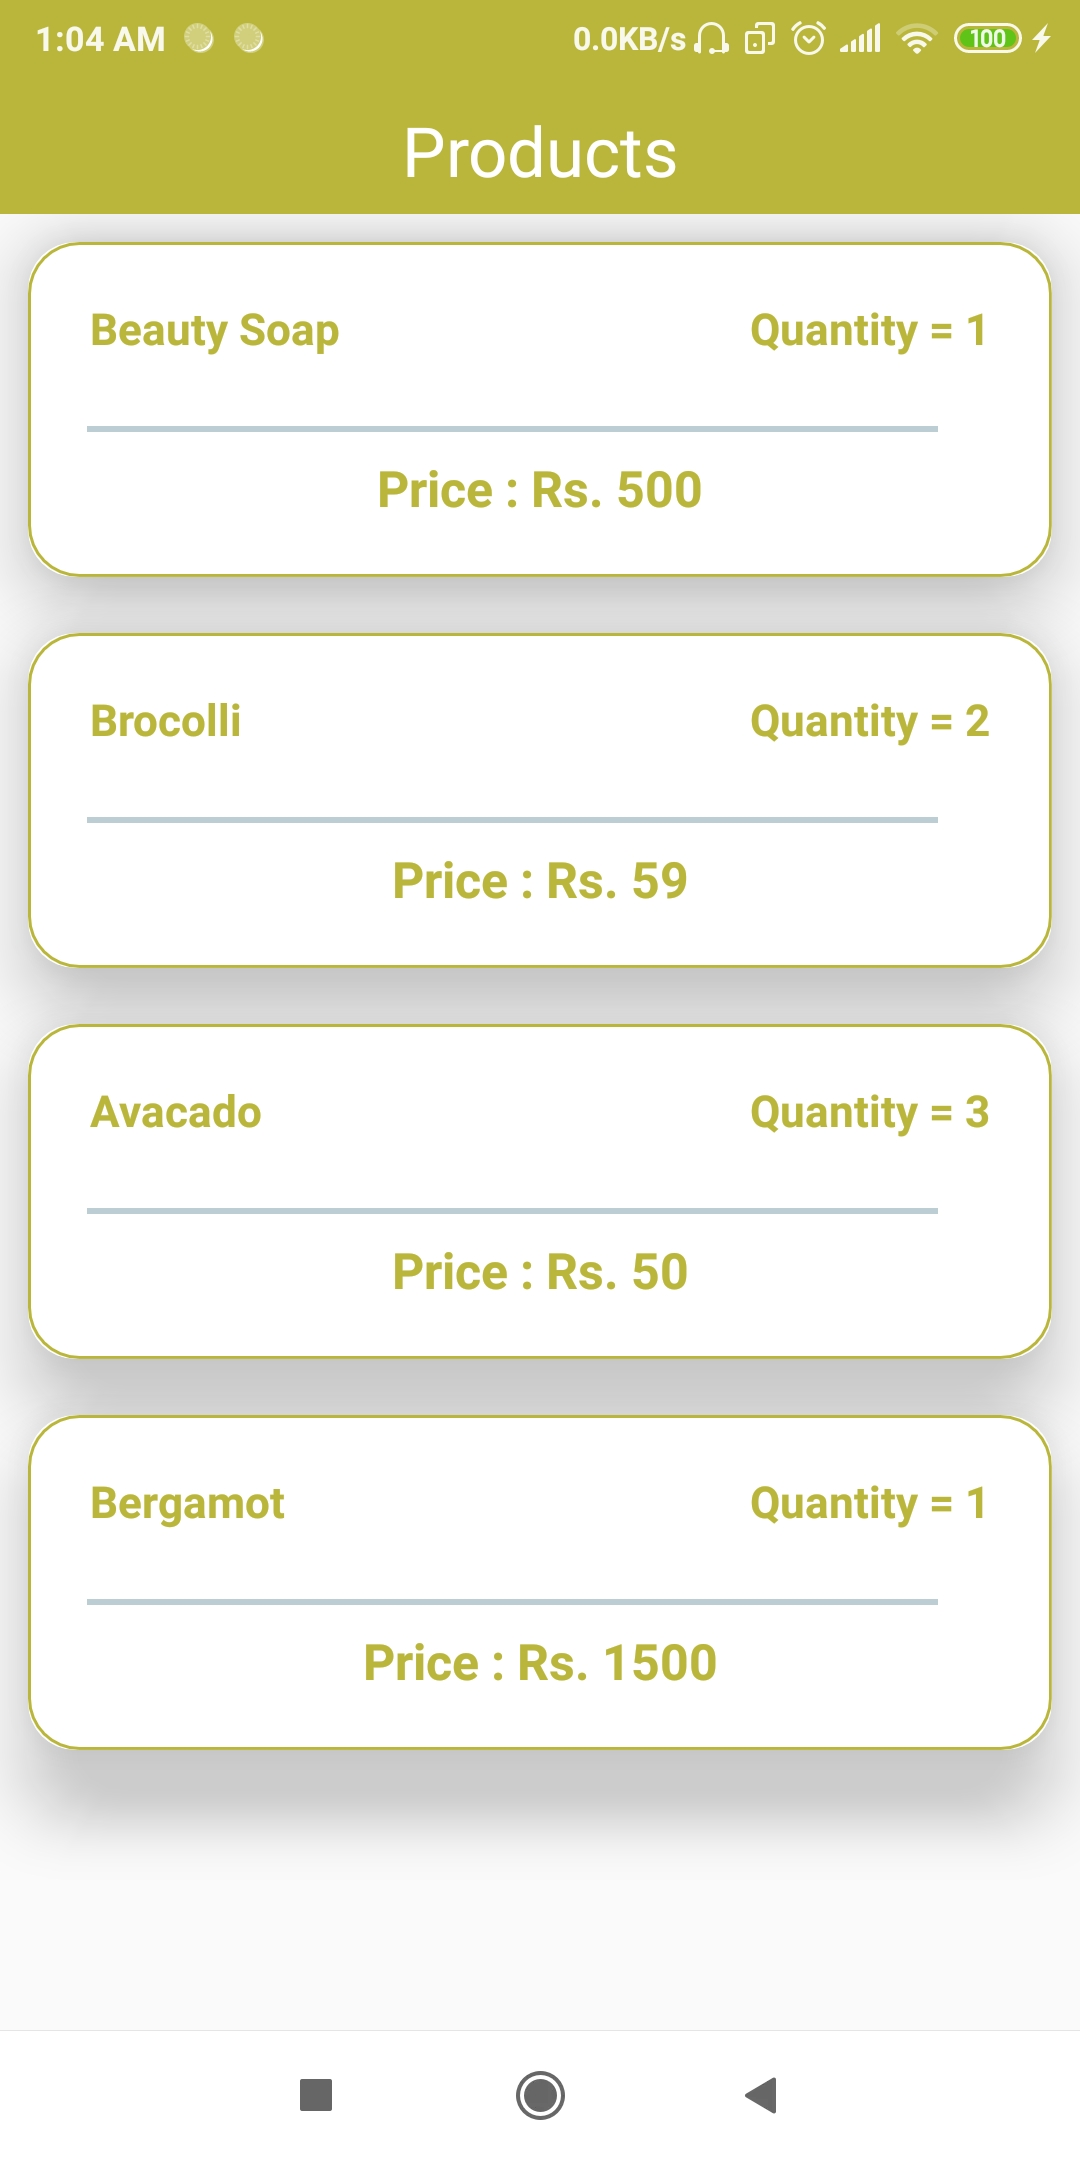 1:04 AM 0.0KB/s 100
Products
Beauty Soap Quantity = 1
Price : Rs. 500
Brocolli Quantity = 2
Price : Rs. 59
Avacado Quantity = 3
Price : Rs. 50
Bergamot Quantity = 1
Price : Rs. 1500